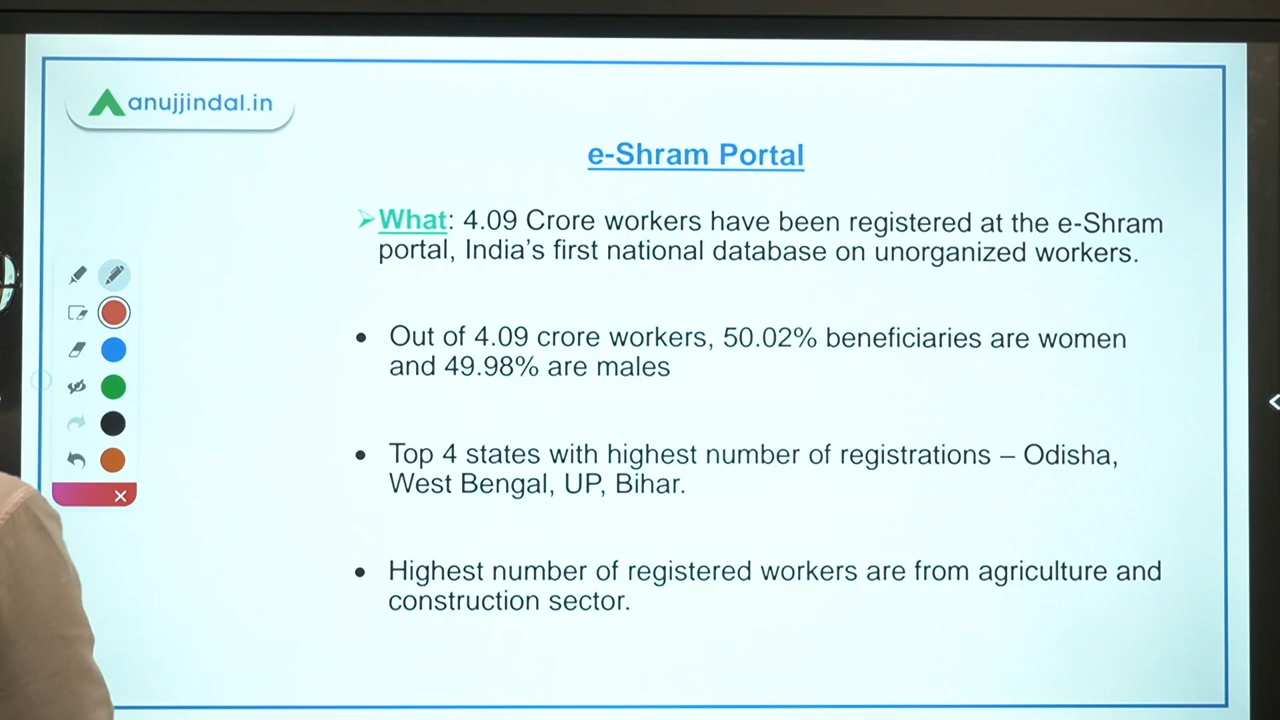 anujjindal.in
e-Shram Portal
➢What: 4.09 Crore workers have been registered at the e-Shram
portal, India's first national database on unorganized workers.
• Out of 4.09 crore workers, 50.02% beneficiaries are women
and 49.98% are males
• Top 4 states with highest number of registrations – Odisha,
West Bengal, UP, Bihar.
• Highest number of registered workers are from agriculture and
construction sector.